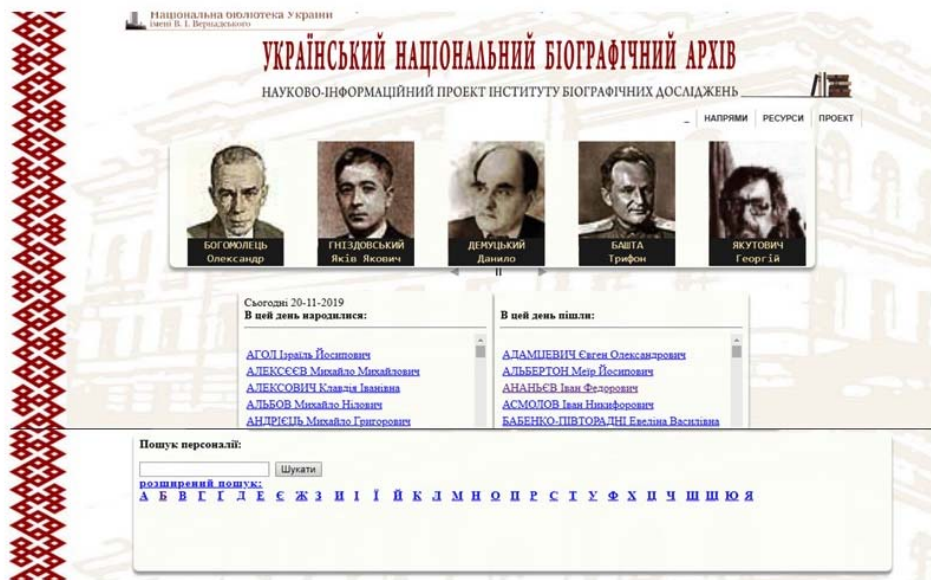 Національна бібліотека України
імені В. І. Вернадського
УКРАЇНСЬКИЙ НАЦІОНАЛЬНИЙ БІОГРАФІЧНИЙ АРХІВ
НАУКОВО-ІНФОРМАЦІЙНИЙ ПРОЕКТ ІНСТИТУТУ БІОГРАФІЧНИХ ДОСЛІДЖЕНЬ
НАПРЯМИ РЕСУРСИ ПРОЕКТ
БОГОМОЛЕЦЬ
Олександр
ГНІЗДОВСЬКИЙ
Яків Якович
ДЕМУЦЬКИЙ
Данило
БАШТА
Трифон
ЯКУТОВИЧ
Георгій
Сьогодні 20-11-2019
В цей день народилися:
АГОЛ Ізраїль Йосипович
АЛЕКСЄЄВ Михайло Михайлович
АЛЕКСОВИЧ Клавдія Іванівна
АЛЬБОВ Михайло Нілович
АНДРІЄЦЬ Михайло Григорович
В цей день пішли:
АДАМЦЕВИЧ Євген Олександрович
АЛЬБЕРТОН Меїр Йосипович
АНАНЬЄВ Іван Федорович
АСМОЛОВ Іван Никифорович
БАБЕНКО-ПІВТОРАДНІ Евеліна Василівна
Пошук персоналії:
Шукати
розширений пошук:
А Б В Г Ґ Д Е Є Ж З И І Ї Й К Л М Н О П Р С Т У Ф Х Ц Ч Ш Щ Ю Я